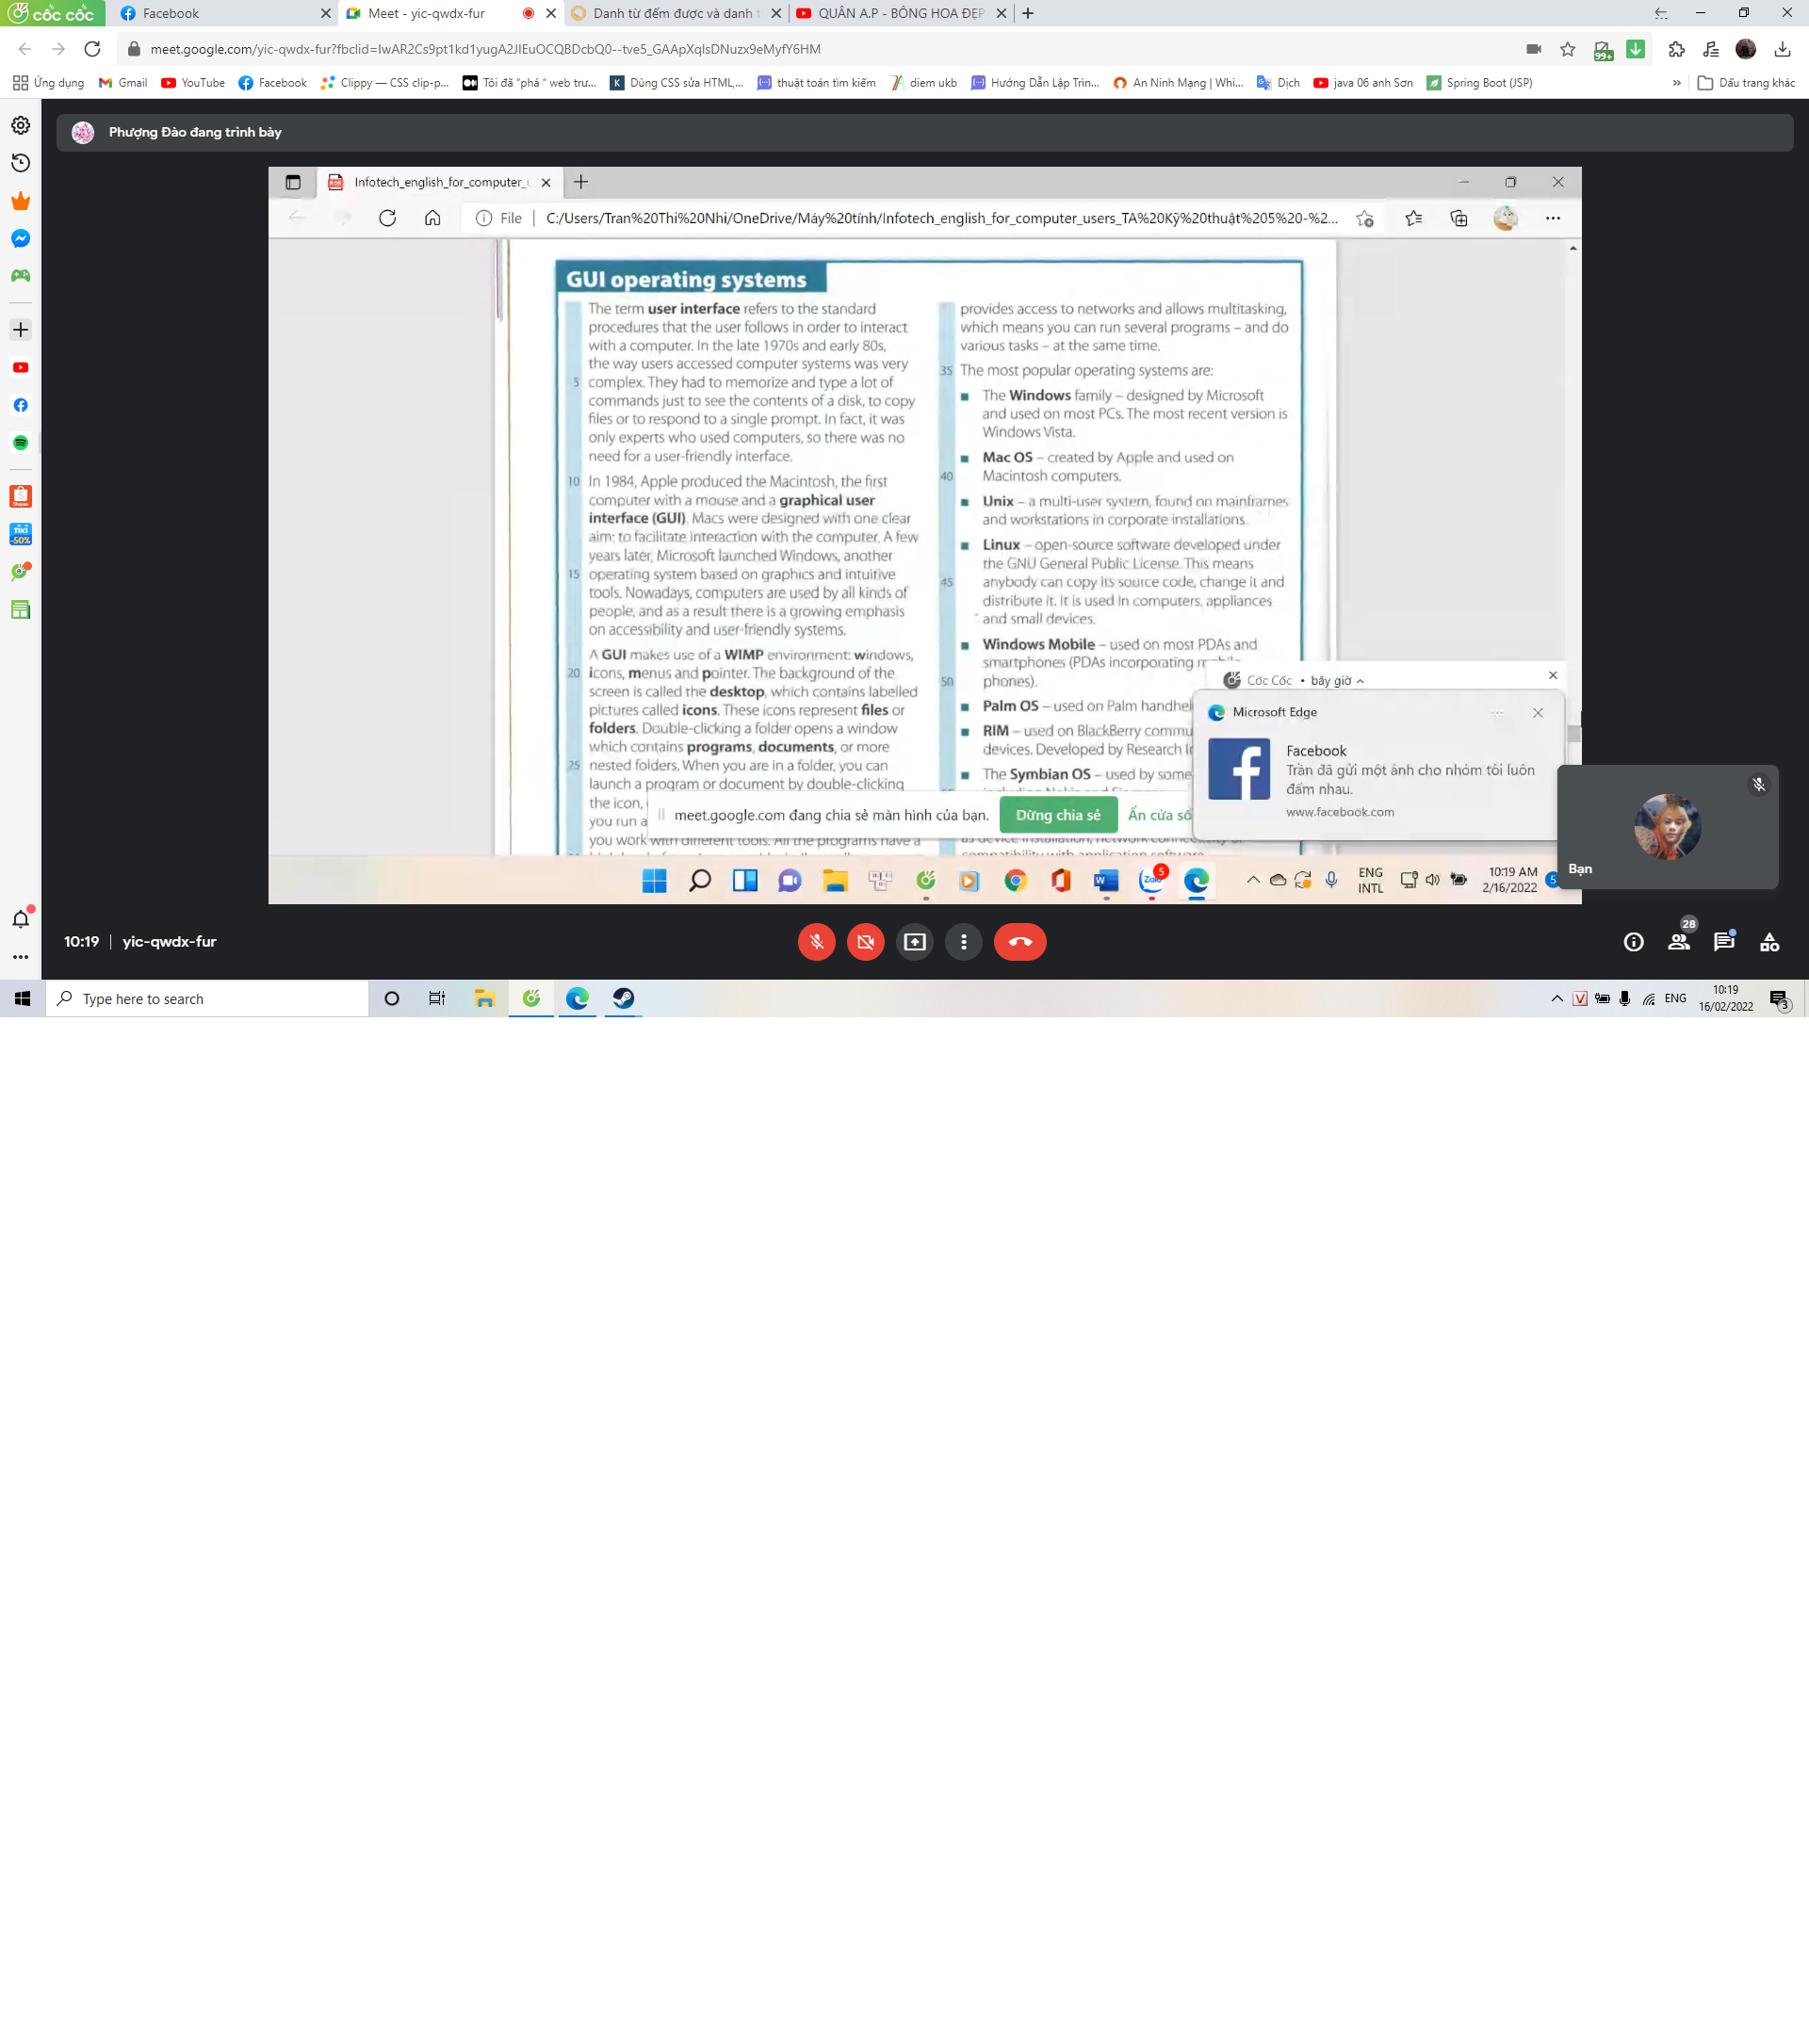 cốc cốc
Facebook
Meet - yic-qwdx-fur
Danh từ đếm được và danh t
QUÂN A.P - BÔNG HOA ĐẸP
meet.google.com/yic-qwdx-fur?fbclid=IwAR2Cs9pt1kd1yugA2JIEuOCQBDcbQ0--tve5_GAApXqIsDNuzx9eMyfY6HM
99+
Ứng dụng
Gmail
YouTube
Facebook
Clippy — CSS clip-p...
Tôi đã "phá" web trư...
Dùng CSS sửa HTML,...
thuật toán tìm kiếm
diem ukb
Hướng Dẫn Lập Trìn...
An Ninh Mạng | Whi...
Dịch
java 06 anh Sơn
Spring Boot (JSP)
Dấu trang khác
Phượng Đào đang trình bày
Infotech_english_for_computer_
File
C:/Users/Tran%20Thi%20Nhi/OneDrive/Máy%20tính/Infotech_english_for_computer_users_TA%20Kỹ%20thuật%205%20-%2...
GUI operating systems
The term user interface refers to the standard
procedures that the user follows in order to interact
with a computer. In the late 1970s and early 80s,
the way users accessed computer systems was very
5 complex. They had to memorize and type a lot of
commands just to see the contents of a disk, to copy
files or to respond to a single prompt. In fact, it was
only experts who used computers, so there was no
need for a user-friendly interface.
10 In 1984, Apple produced the Macintosh, the first
computer with a mouse and a graphical user
interface (GUI). Macs were designed with one clear
aim: to facilitate interaction with the computer. A few
years later, Microsoft launched Windows, another
15 operating system based on graphics and intuitive
tools. Nowadays, computers are used by all kinds of
people, and as a result there is a growing emphasis
on accessibility and user-friendly systems.
A GUI makes use of a WIMP environment: windows,
20 icons, menus and pointer. The background of the
screen is called the desktop, which contains labelled
pictures called icons. These icons represent files or
folders. Double-clicking a folder opens a window
which contains programs, documents, or more
25 nested folders. When you are in a folder, you can
launch a program or document by double-clicking
the icon,
you run a
you work with different tools. All the programs have a
provides access to networks and allows multitasking,
which means you can run several programs – and do
various tasks – at the same time.
35 The most popular operating systems are:
The Windows family – designed by Microsoft
and used on most PCs. The most recent version is
Windows Vista.
Mac OS – created by Apple and used on
40 Macintosh computers.
Unix – a multi-user system, found on mainframes
and workstations in corporate installations.
Linux – open-source software developed under
the GNU General Public License. This means
45 anybody can copy its source code, change it and
distribute it. It is used in computers, appliances
and small devices.
Windows Mobile – used on most PDAs and
smartphones (PDAs incorporating
50 phones).
Palm OS – used on Palm
RIM – used on BlackBerry
devices. Developed by Research
The Symbian OS – used by some
compatibility with application software
meet.google.com đang chia sẻ màn hình của bạn.
Dừng chia sẻ
Ẩn cửa sổ
Cốc Cốc • bây giờ
Microsoft Edge
Facebook
Trần đã gửi một ảnh cho nhóm tôi luôn
đấm nhau.
www.facebook.com
Bạn
Zalo
5
ENG
INTL
10:19 AM
2/16/2022
5
10:19 | yic-qwdx-fur
28
Type here to search
ENG
10:19
16/02/2022
3